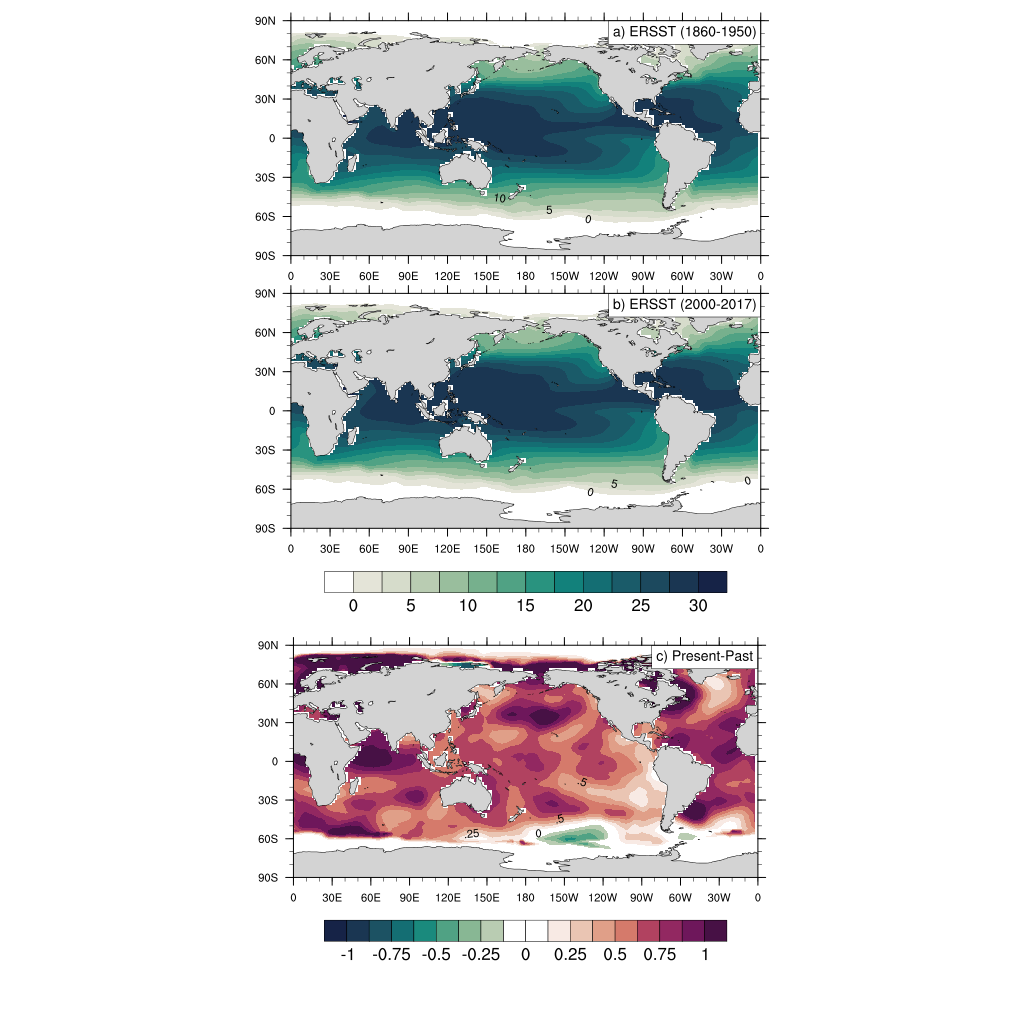 a) ERSST (1860-1950)
90N
60N
30N
0
30S
60S
90S
10
5
0
0 30E 60E 90E 120E 150E 180 150W 120W 90W 60W 30W 0
b) ERSST (2000-2017)
90N
60N
30N
0
30S
60S
90S
0
5
0
0 30E 60E 90E 120E 150E 180 150W 120W 90W 60W 30W 0
0 5 10 15 20 25 30
c) Present-Past
90N
60N
30N
0
30S
60S
90S
.5
.5
.25
0
0 30E 60E 90E 120E 150E 180 150W 120W 90W 60W 30W 0
-1 -0.75 -0.5 -0.25 0 0.25 0.5 0.75 1